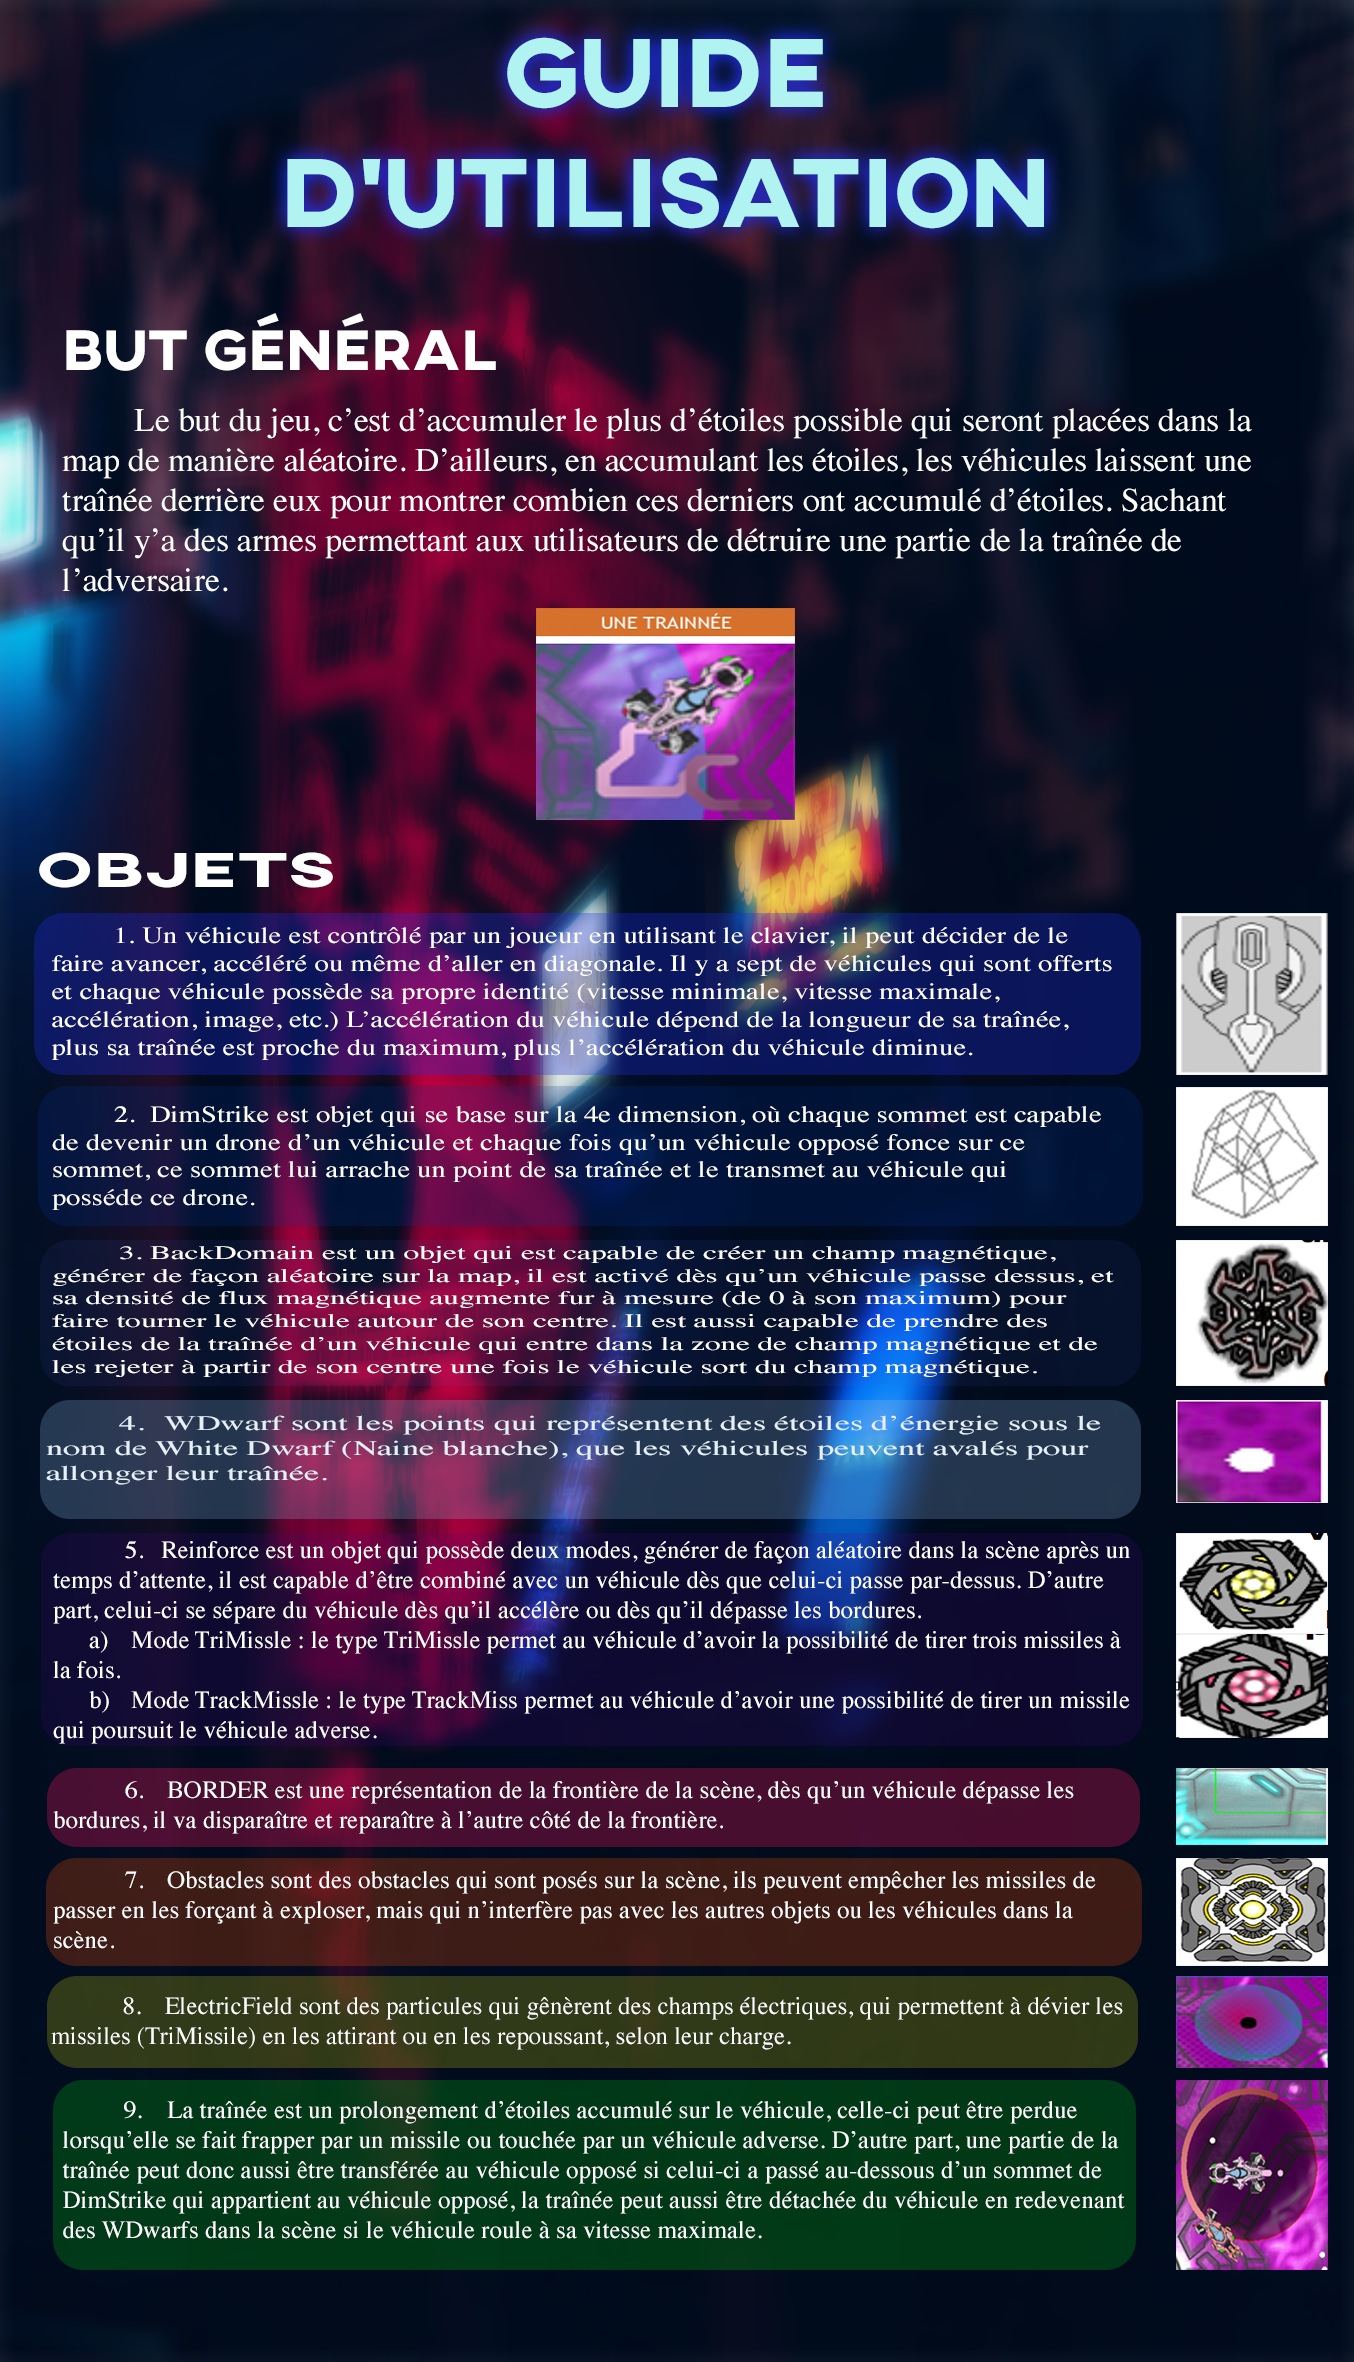 GUIDE
D'UTILISATION
BUT GÉNÉRAL
Le but du jeu, c’est d’accumuler le plus d’étoiles possible qui seront placées dans la
map de manière aléatoire. D’ailleurs, en accumulant les étoiles, les véhicules laissent une
traînée derrière eux pour montrer combien ces derniers ont accumulé d’étoiles. Sachant
qu’il y’a des armes permettant aux utilisateurs de détruire une partie de la traînée de
l’adversaire.
UNE TRAINNÉE
OBJETS
1. Un véhicule est contrôlé par un joueur en utilisant le clavier, il peut décider de le
faire avancer, accéléré ou même d’aller en diagonale. Il y a sept de véhicules qui sont offerts
et chaque véhicule possède sa propre identité (vitesse minimale, vitesse maximale,
accélération, image, etc.) L’accélération du véhicule dépend de la longueur de sa traînée,
plus sa traînée est proche du maximum, plus l’accélération du véhicule diminue.
2. DimStrike est objet qui se base sur la 4e dimension, où chaque sommet est capable
de devenir un drone d’un véhicule et chaque fois qu’un véhicule opposé fonce sur ce
sommet, ce sommet lui arrache un point de sa traînée et le transmet au véhicule qui
posséde ce drone.
3. BackDomain est un objet qui est capable de créer un champ magnétique,
générer de façon aléatoire sur la map, il est activé dès qu’un véhicule passe dessus, et
sa densité de flux magnétique augmente fur à mesure (de 0 à son maximum) pour
faire tourner le véhicule autour de son centre. Il est aussi capable de prendre des
étoiles de la traînée d’un véhicule qui entre dans la zone de champ magnétique et de
les rejeter à partir de son centre une fois le véhicule sort du champ magnétique.
4. WDwarf sont les points qui représentent des étoiles d’énergie sous le
nom de White Dwarf (Naine blanche), que les véhicules peuvent avalés pour
allonger leur traînée.
5. Reinforce est un objet qui possède deux modes, générer de façon aléatoire dans la scène après un
temps d’attente, il est capable d’être combiné avec un véhicule dès que celui-ci passe par-dessus. D’autre
part, celui-ci se sépare du véhicule dès qu’il accélère ou dès qu’il dépasse les bordures.
a) Mode TriMissle : le type TriMissle permet au véhicule d’avoir la possibilité de tirer trois missiles à
la fois.
b) Mode TrackMissle : le type TrackMiss permet au véhicule d’avoir une possibilité de tirer un missile
qui poursuit le véhicule adverse.
6. BORDER est une représentation de la frontière de la scène, dès qu’un véhicule dépasse les
bordures, il va disparaître et reparaître à l’autre côté de la frontière.
7. Obstacles sont des obstacles qui sont posés sur la scène, ils peuvent empêcher les missiles de
passer en les forçant à exploser, mais qui n’interfère pas avec les autres objets ou les véhicules dans la
scène.
8. ElectricField sont des particules qui gênèrent des champs électriques, qui permettent à dévier les
missiles (TriMissile) en les attirant ou en les repoussant, selon leur charge.
9. La traînée est un prolongement d’étoiles accumulé sur le véhicule, celle-ci peut être perdue
lorsqu’elle se fait frapper par un missile ou touchée par un véhicule adverse. D’autre part, une partie de la
traînée peut donc aussi être transférée au véhicule opposé si celui-ci a passé au-dessous d’un sommet de
DimStrike qui appartient au véhicule opposé, la traînée peut aussi être détachée du véhicule en redevenant
des WDwarfs dans la scène si le véhicule roule à sa vitesse maximale.